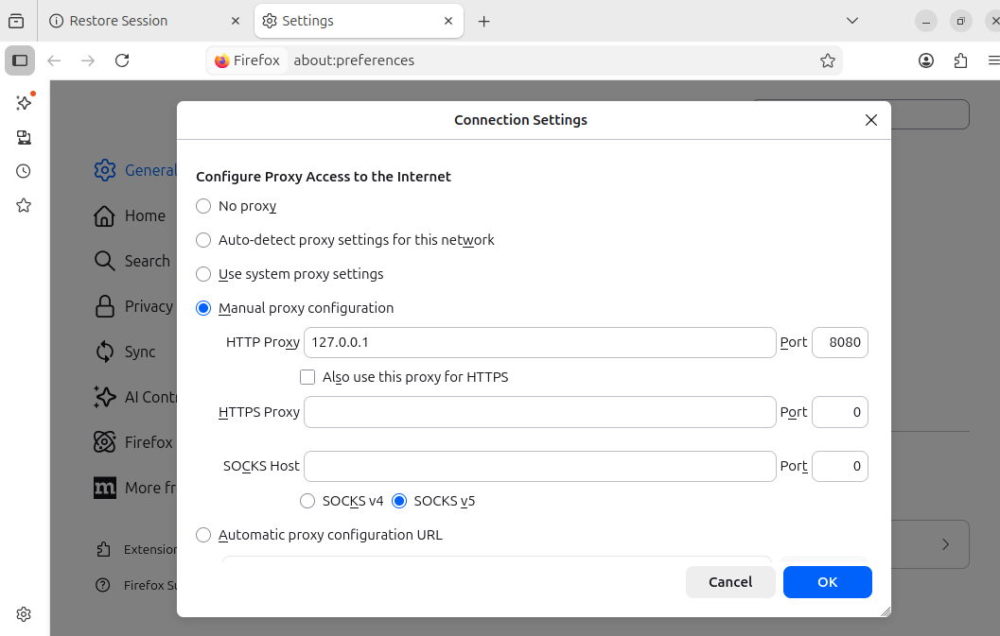 Restore Session
Settings
Firefox
about:preferences
Connection Settings
Configure Proxy Access to the Internet
General
No proxy
Home
Auto-detect proxy settings for this network
Search
Use system proxy settings
Privacy
Manual proxy configuration
HTTP Proxy 127.0.0.1 Port 8080
Sync
Also use this proxy for HTTPS
AI Cont
HTTPS Proxy Port 0
Firefox
SOCKS Host Port 0
More fr
SOCKS v4 SOCKS v5
Automatic proxy configuration URL
Extension
Firefox Su
Cancel OK